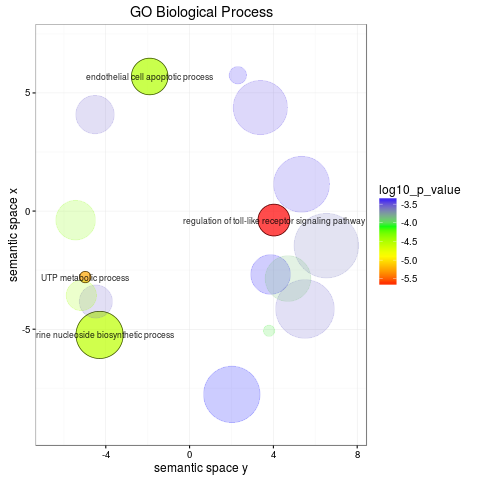 GO Biological Process
endothelial cell apoptotic process
regulation of toll-like receptor signaling pathway
UTP metabolic process
rine nucleoside biosynthetic process
semantic space x
5
0
-5
-4
0
4
8
semantic space y
log10_p_value
-3.5
-4.0
-4.5
-5.0
-5.5